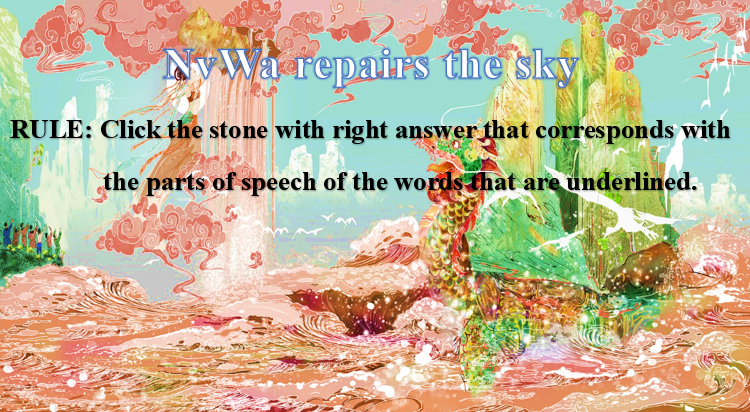 NvWa repairs the sky
RULE: Click the stone with right answer that corresponds with
the parts of speech of the words that are underlined.